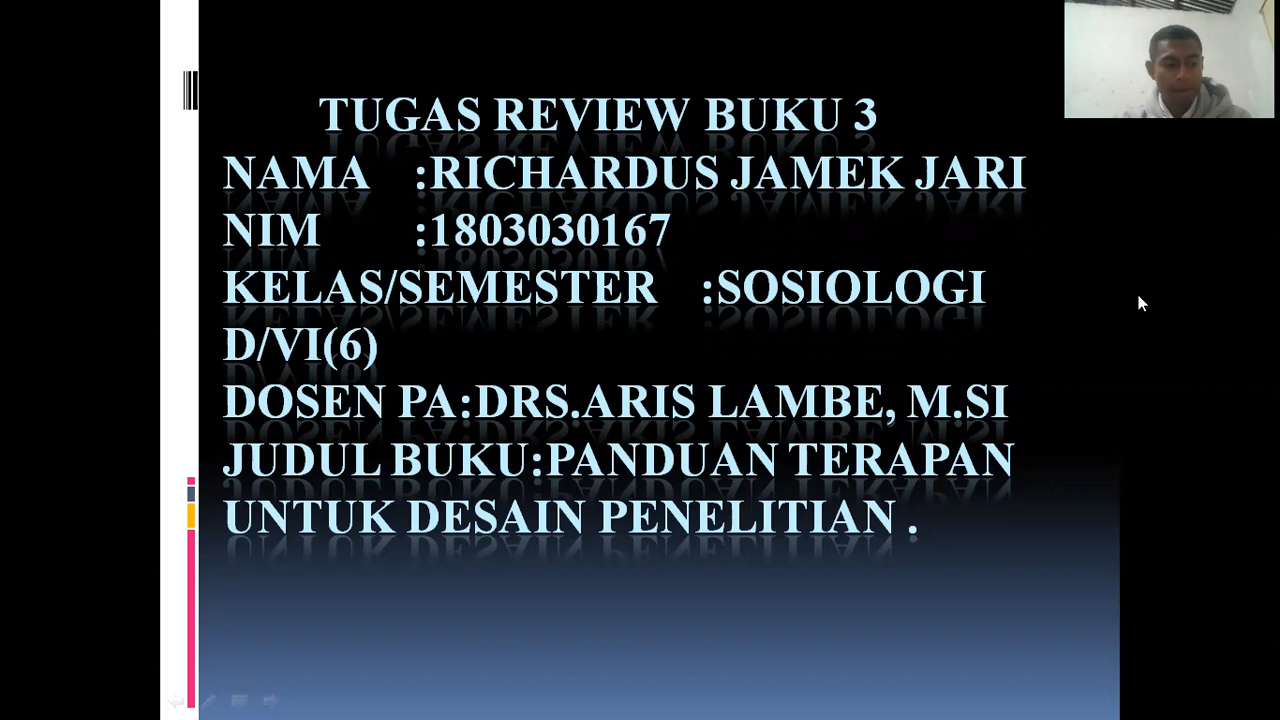 TUGAS REVIEW BUKU 3
NAMA :RICHARDUS JAMEK JARI
NIM :1803030167
KELAS/SEMESTER :SOSIOLOGI
D/VI(6)
DOSEN PA:DRS.ARIS LAMBE, M.SI
JUDUL BUKU:PANDUAN TERAPAN
UNTUK DESAIN PENELITIAN .